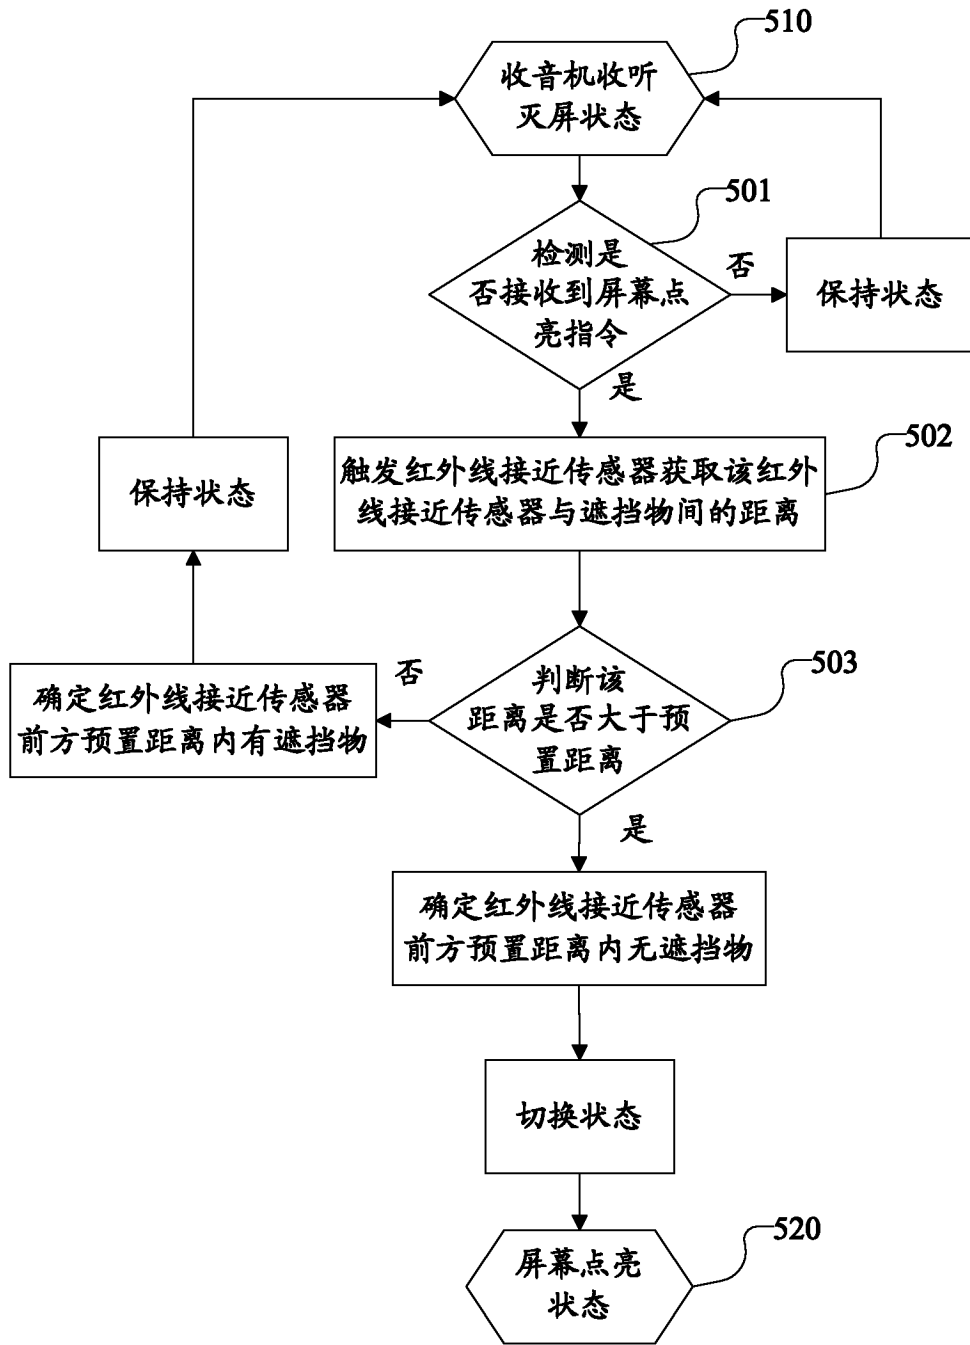 510
收音机收听
灭屏状态
501
检测是
否接收到屏幕点
亮指令
否
保持状态
是
502
触发红外线接近传感器获取该红外
线接近传感器与遮挡物间的距离
保持状态
503
判断该
距离是否大于预
置距离
否
确定红外线接近传感器
前方预置距离内有遮挡物
是
确定红外线接近传感器
前方预置距离内无遮挡物
切换状态
520
屏幕点亮
状态